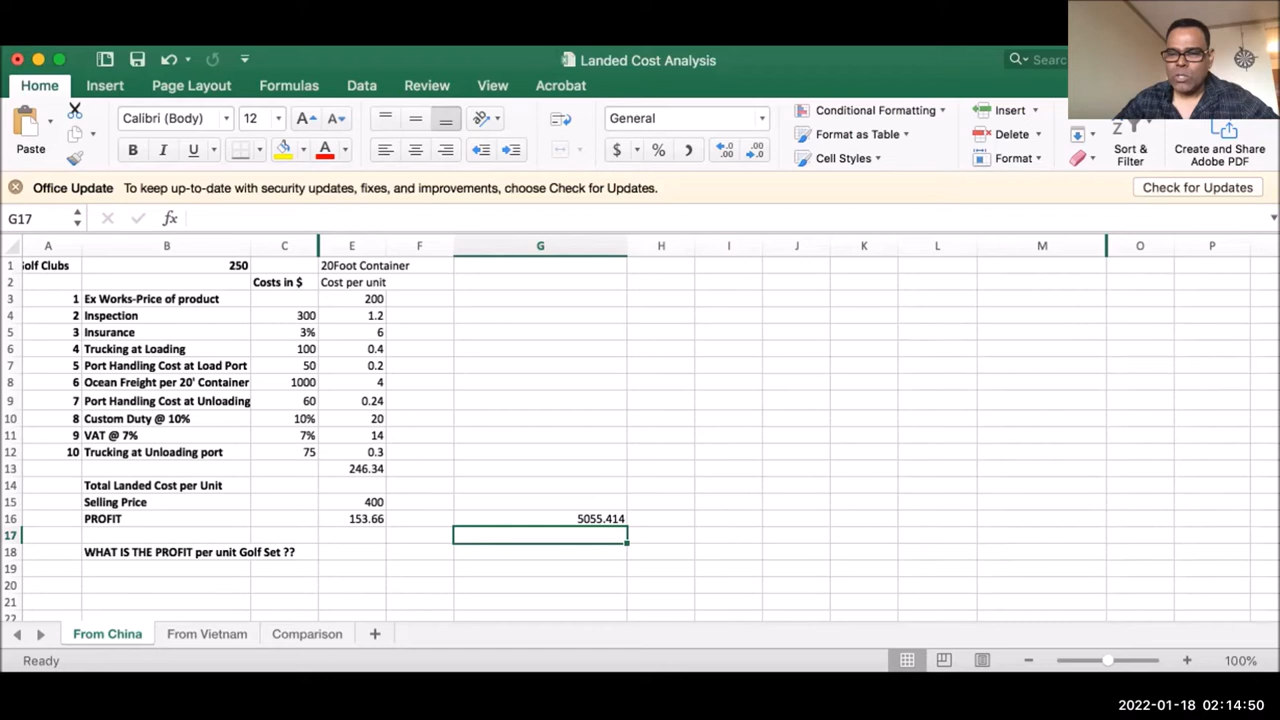 Landed Cost Analysis
Home Insert Page Layout Formulas Data Review View Acrobat
Paste
Calibri (Body) 12
General
Conditional Formatting
Format as Table
Cell Styles
Insert
Delete
Format
Sort & Filter
Create and Share Adobe PDF
Office Update To keep up-to-date with security updates, fixes, and improvements, choose Check for Updates.
Check for Updates
G17 fx
A B C E F G H I J K L M O P
1 olf Clubs 250 20Foot Container
2 Costs in $ Cost per unit
3 1 Ex Works-Price of product 200
4 2 Inspection 300 1.2
5 3 Insurance 3% 6
6 4 Trucking at Loading 100 0.4
7 5 Port Handling Cost at Load Port 50 0.2
8 6 Ocean Freight per 20' Container 1000 4
9 7 Port Handling Cost at Unloading 60 0.24
10 8 Custom Duty @ 10% 10% 20
11 9 VAT @ 7% 7% 14
12 10 Trucking at Unloading port 75 0.3
13 246.34
14 Total Landed Cost per Unit
15 Selling Price 400
16 PROFIT 153.66 5055.414
17
18 WHAT IS THE PROFIT per unit Golf Set ??
19
20
21
22
From China From Vietnam Comparison
Ready 100%
2022-01-18 02:14:50